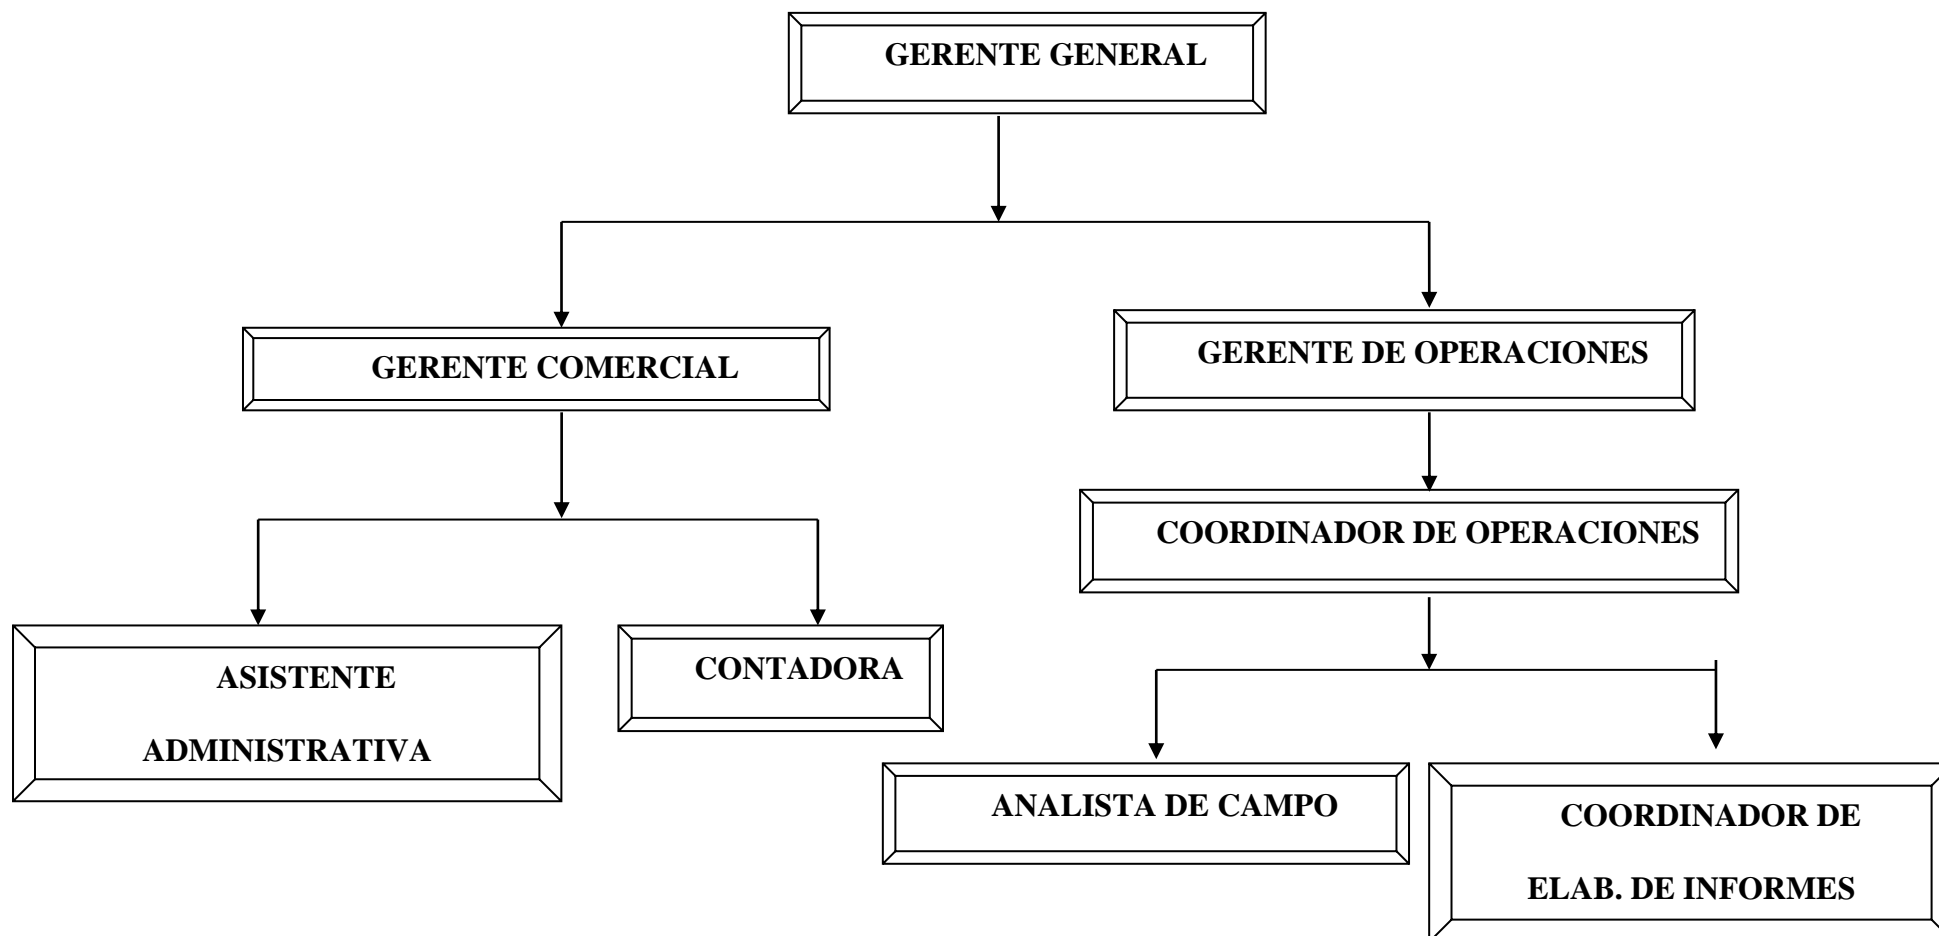 GERENTE GENERAL
GERENTE COMERCIAL
GERENTE DE OPERACIONES
COORDINADOR DE OPERACIONES
ASISTENTE
ADMINISTRATIVA
CONTADORA
ANALISTA DE CAMPO
COORDINADOR DE
ELAB. DE INFORMES